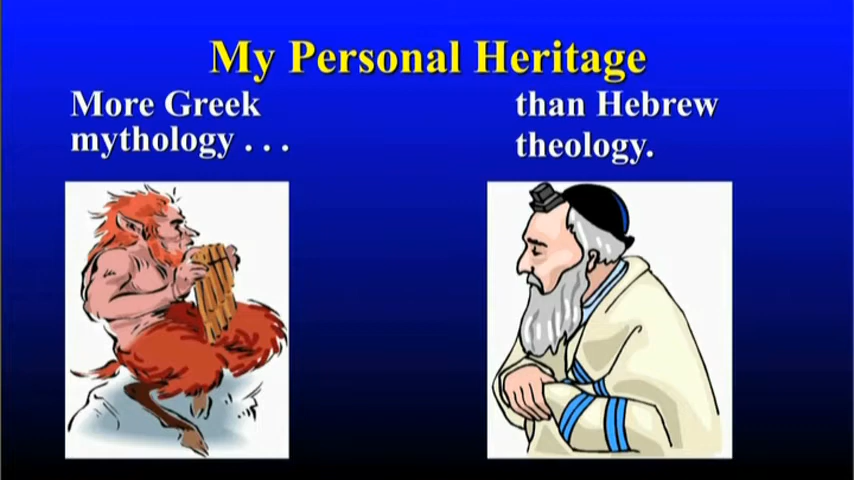 My Personal Heritage
More Greek
mythology . . .
than Hebrew
theology.